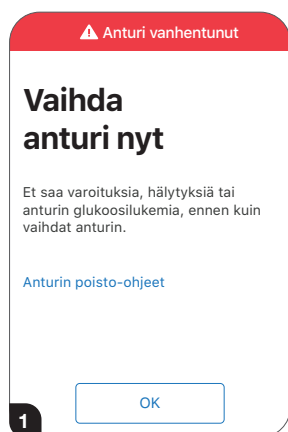 Anturi vanhentunut
Vaihda
anturi nyt
Et saa varoituksia, hälytyksiä tai
anturin glukoosilukemia, ennen kuin
vaihdat anturin.
Anturin poisto-ohjeet
OK
1